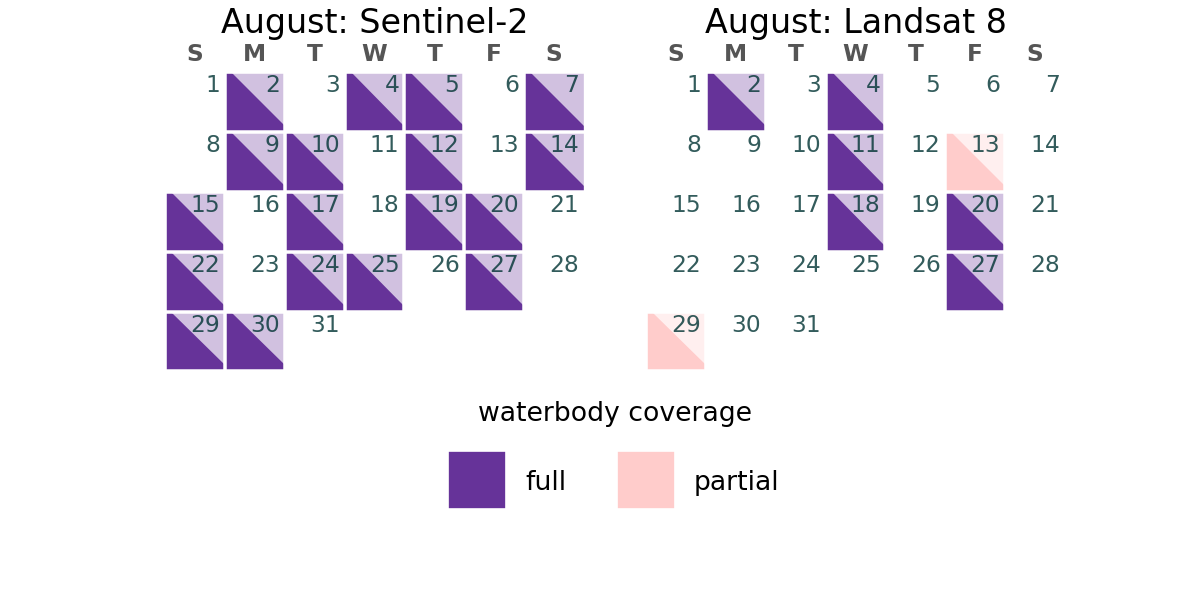 August: Sentinel-2
S M T W T F S
1 2 3 4 5 6 7
8 9 10 11 12 13 14
15 16 17 18 19 20 21
22 23 24 25 26 27 28
29 30 31
August: Landsat 8
S M T W T F S
1 2 3 4 5 6 7
8 9 10 11 12 13 14
15 16 17 18 19 20 21
22 23 24 25 26 27 28
29 30 31
waterbody coverage
full partial